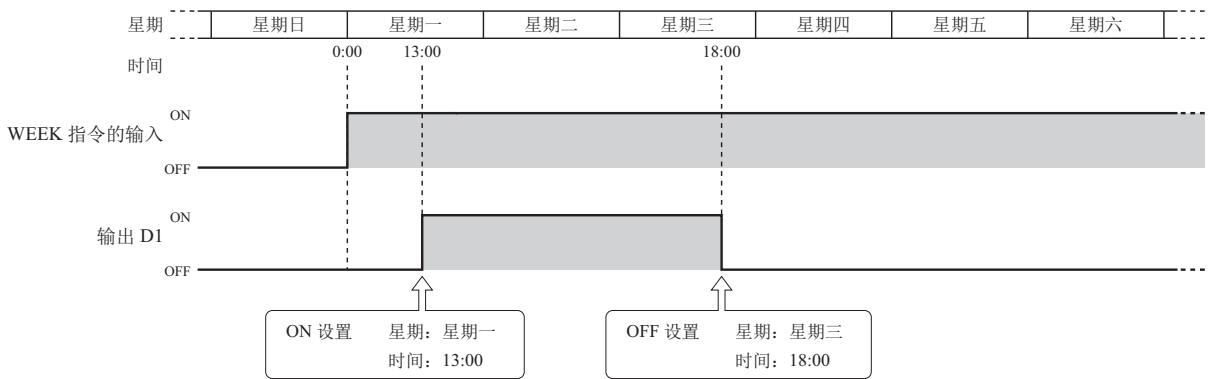 星期 星期日 星期一 星期二 星期三 星期四 星期五 星期六
时间 0:00 13:00 18:00
WEEK 指令的输入 ON
OFF
输出 D1 ON
OFF
ON 设置 星期：星期一
时间：13:00
OFF 设置 星期：星期三
时间：18:00